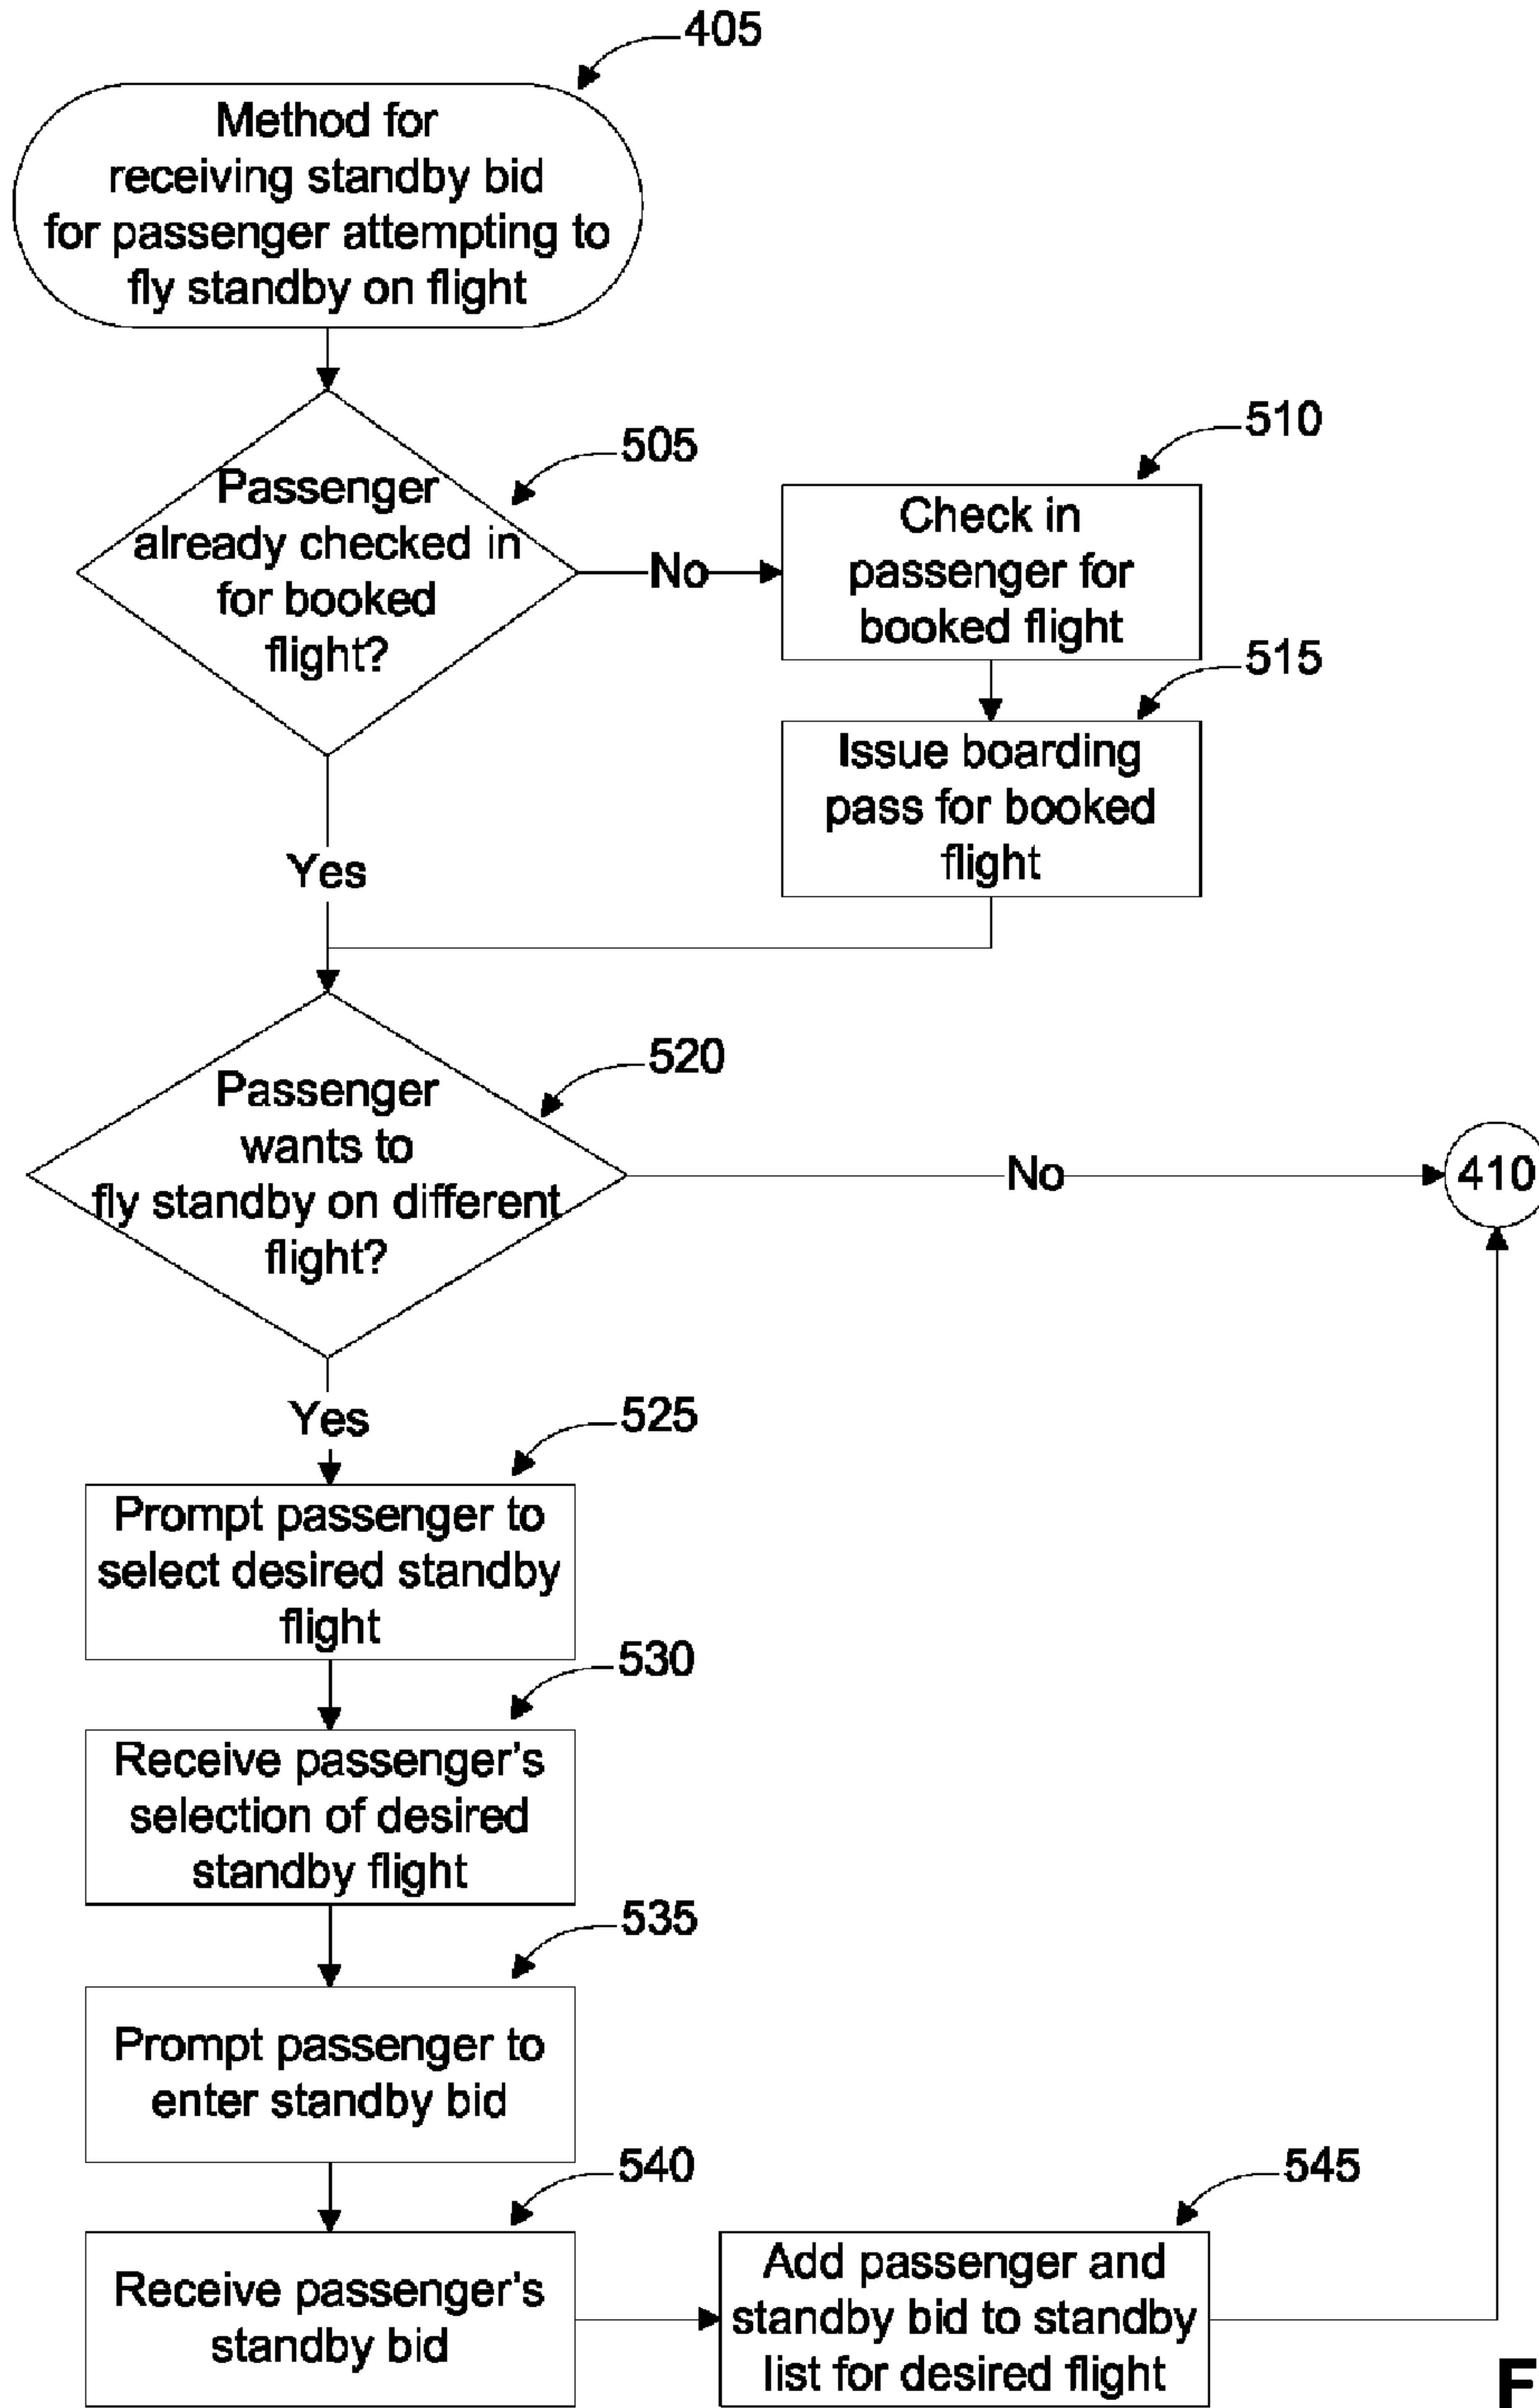 405
Method for
receiving standby bid
for passenger attempting to
fly standby on flight
505
Passenger
already checked in
for booked
flight?
No
510
Check in
passenger for
booked flight
515
Issue boarding
pass for booked
flight
Yes
520
Passenger
wants to
fly standby on different
flight?
No
410
Yes
525
Prompt passenger to
select desired standby
flight
530
Receive passenger’s
selection of desired
standby flight
535
Prompt passenger to
enter standby bid
540
Receive passenger’s
standby bid
545
Add passenger and
standby bid to standby
list for desired flight
F